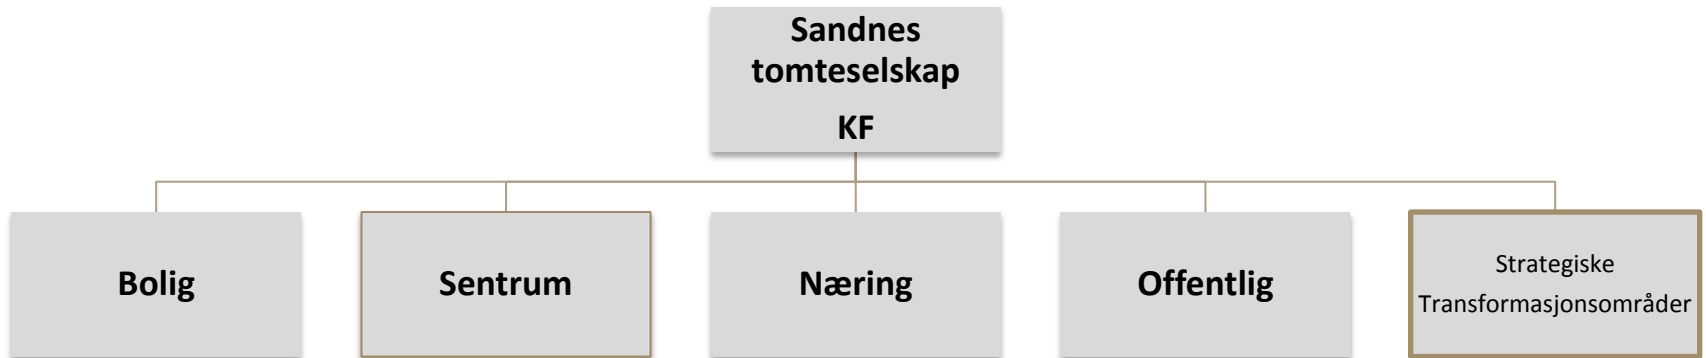 Sandnes
tomteselskap
KF
Bolig
Sentrum
Næring
Offentlig
Strategiske
Transformasjonsområder